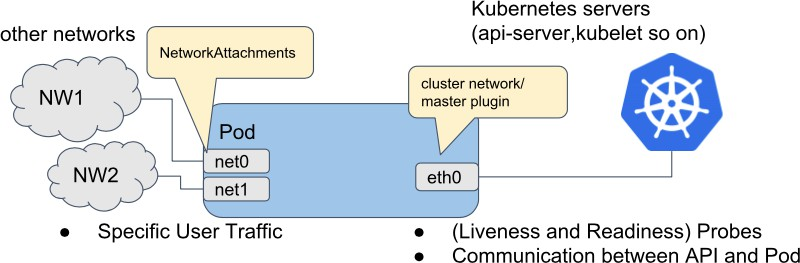 Kubernetes servers
(api-server,kubelet so on)
other networks
NetworkAttachments
cluster network/
master plugin
NW1
Pod
net0
NW2
net1
eth0
● Specific User Traffic
● (Liveness and Readiness) Probes
● Communication between API and Pod